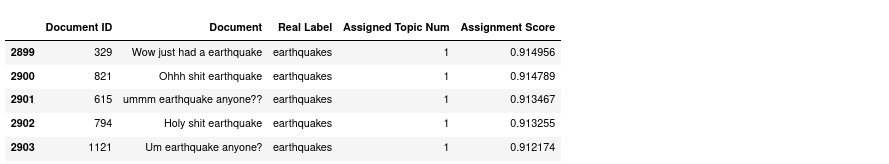 Document ID Document Real Label Assigned Topic Num Assignment Score
2899 329 Wow just had a earthquake earthquakes 1 0.914956
2900 821 Ohhh shit earthquake earthquakes 1 0.914789
2901 615 ummm earthquake anyone?? earthquakes 1 0.913467
2902 794 Holy shit earthquake earthquakes 1 0.913255
2903 1121 Um earthquake anyone? earthquakes 1 0.912174